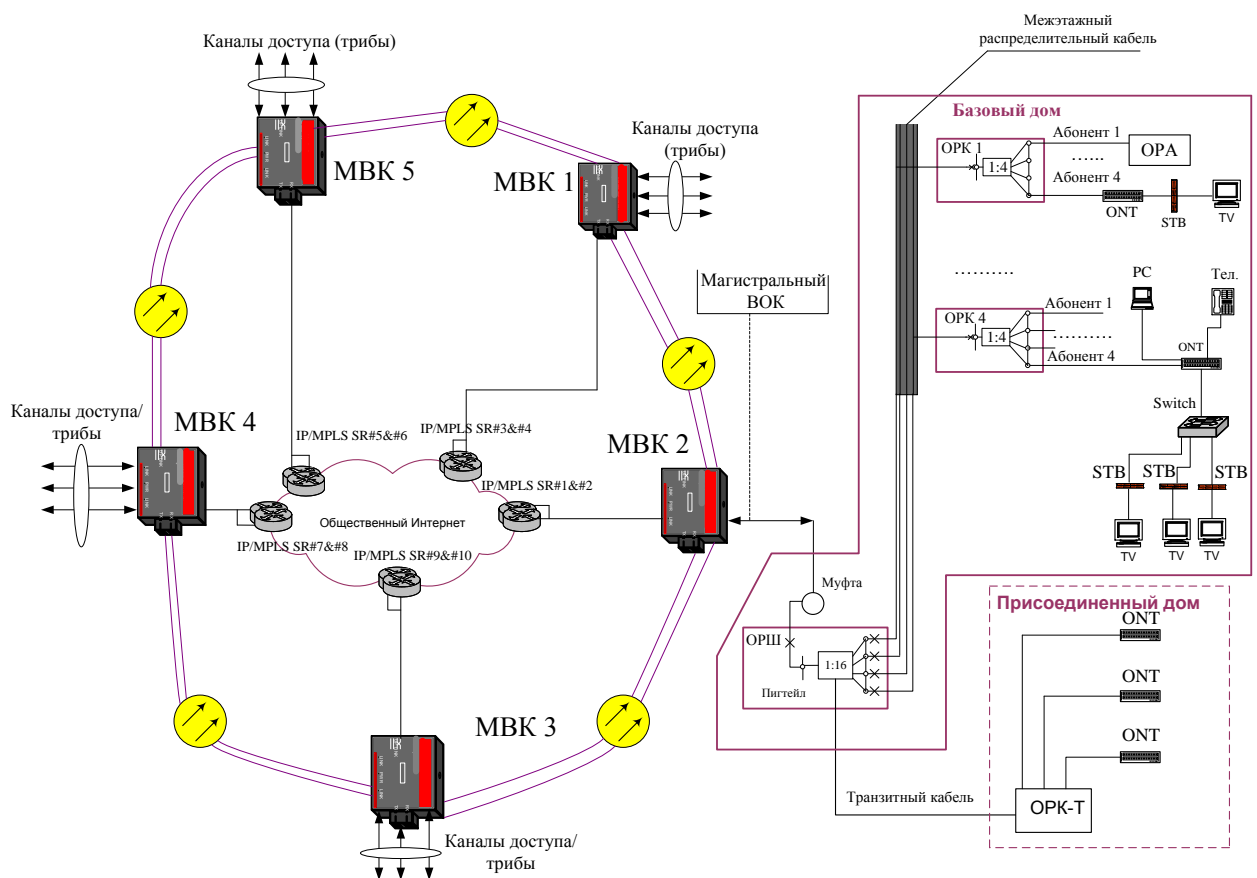 Каналы доступа (трибы)
Межэтажный
распределительный кабель
МВК 5
Каналы доступа
(трибы)
МВК 1
Базовый дом
ОРК 1
1:4
Абонент 1
......
Абонент 4
ОРА
ONT
STB
TV
Магистральный
ВОК
..........
PC
Тел.
ОРК 4
1:4
Абонент 1
..........
Абонент 4
ONT
Switch
STB
STB
STB
TV
TV
TV
Каналы доступа/
трибы
МВК 4
IP/MPLS SR#5&#6
IP/MPLS SR#3&#4
МВК 2
IP/MPLS SR#1&#2
Общественный Интернет
IP/MPLS SR#7&#8
IP/MPLS SR#9&#10
Муфта
ОРШ
1:16
Пигтейл
Присоединенный дом
ONT
ONT
ONT
МВК 3
Транзитный кабель
ОРК-Т
Каналы доступа/
трибы